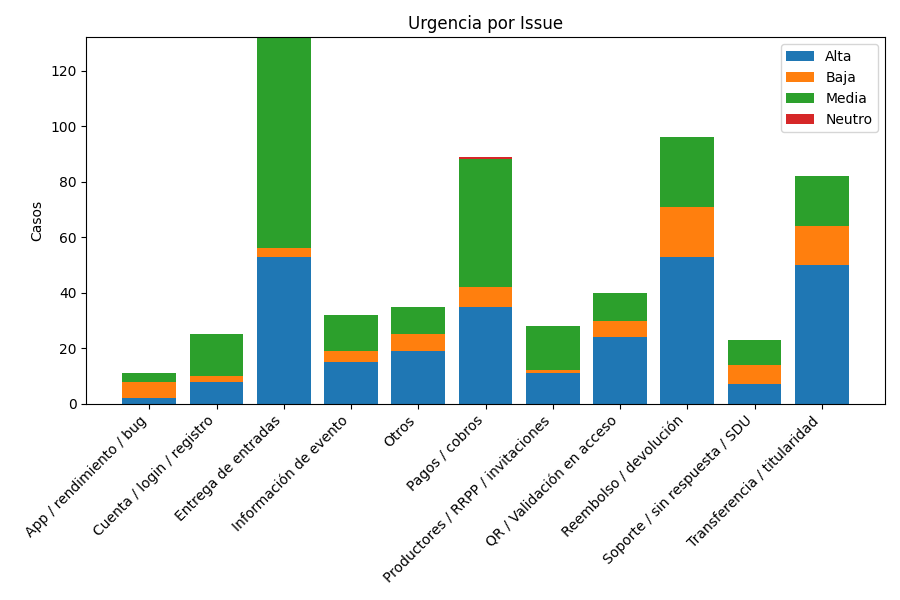 Urgencia por Issue
Alta
Baja
Media
Neutro
Casos
120
100
80
60
40
20
0
App / rendimiento / bug
Cuenta / login / registro
Entrega de entradas
Información de evento
Otros
Pagos / cobros
Productores / RRPP / invitaciones
QR / Validación en acceso
Reembolso / devolución
Soporte / sin respuesta / SDU
Transferencia / titularidad